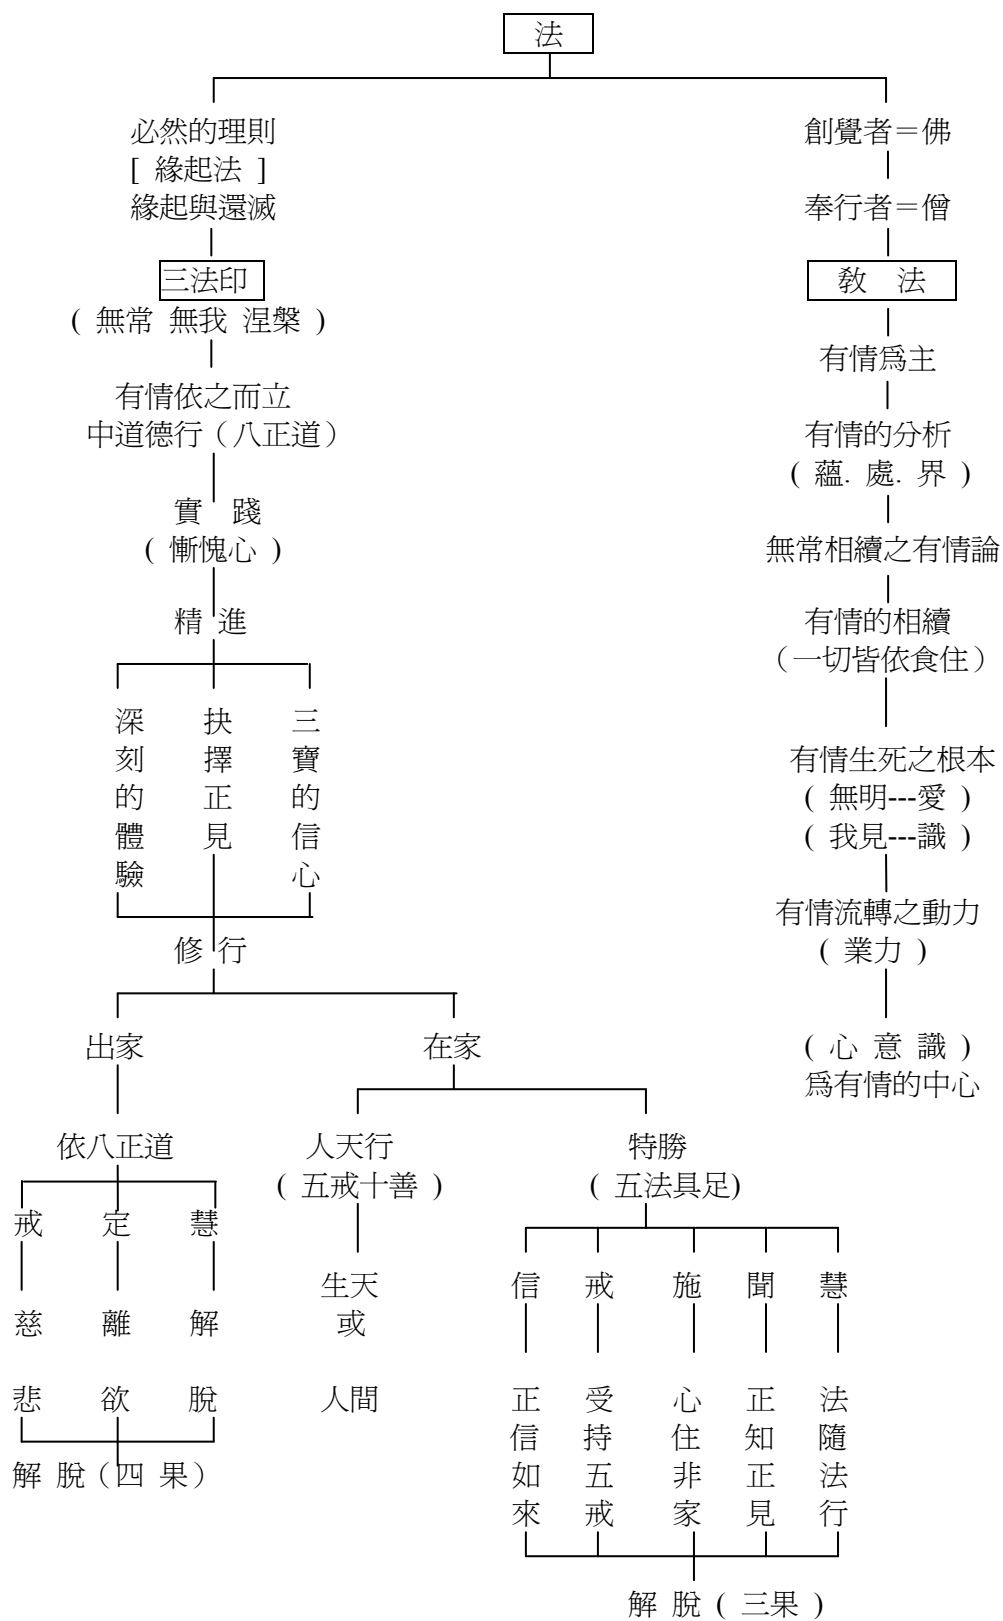 法
必然的理則
[ 緣起法 ]
緣起與還滅
三法印
( 無常 無我 涅槃 )
有情依之而立
中道德行（八正道）
實 踐
( 慚愧心 )
精 進
深刻的體驗
抉擇正見
三寶的信心
修 行
出家
依八正道
戒
定
慧
慈悲
離欲
解脫
解 脫（四 果）
在家
人天行
( 五戒十善 )
生天
或
人間
特勝
( 五法具足)
信
戒
施
聞
慧
正信如來
受持五戒
心住非家
正知正見
法隨法行
解 脫 ( 三果 )
創覺者＝佛
奉行者＝僧
教 法
有情爲主
有情的分析
( 蘊. 處. 界 )
無常相續之有情論
有情的相續
（一切皆依食住）
有情生死之根本
( 無明---愛 )
( 我見---識 )
有情流轉之動力
( 業力 )
( 心 意 識 )
爲有情的中心